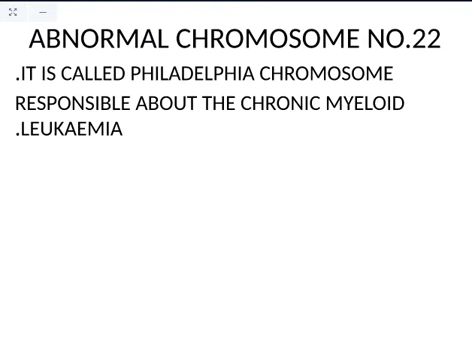 ABNORMAL CHROMOSOME NO.22
.IT IS CALLED PHILADELPHIA CHROMOSOME
RESPONSIBLE ABOUT THE CHRONIC MYELOID
.LEUKAEMIA